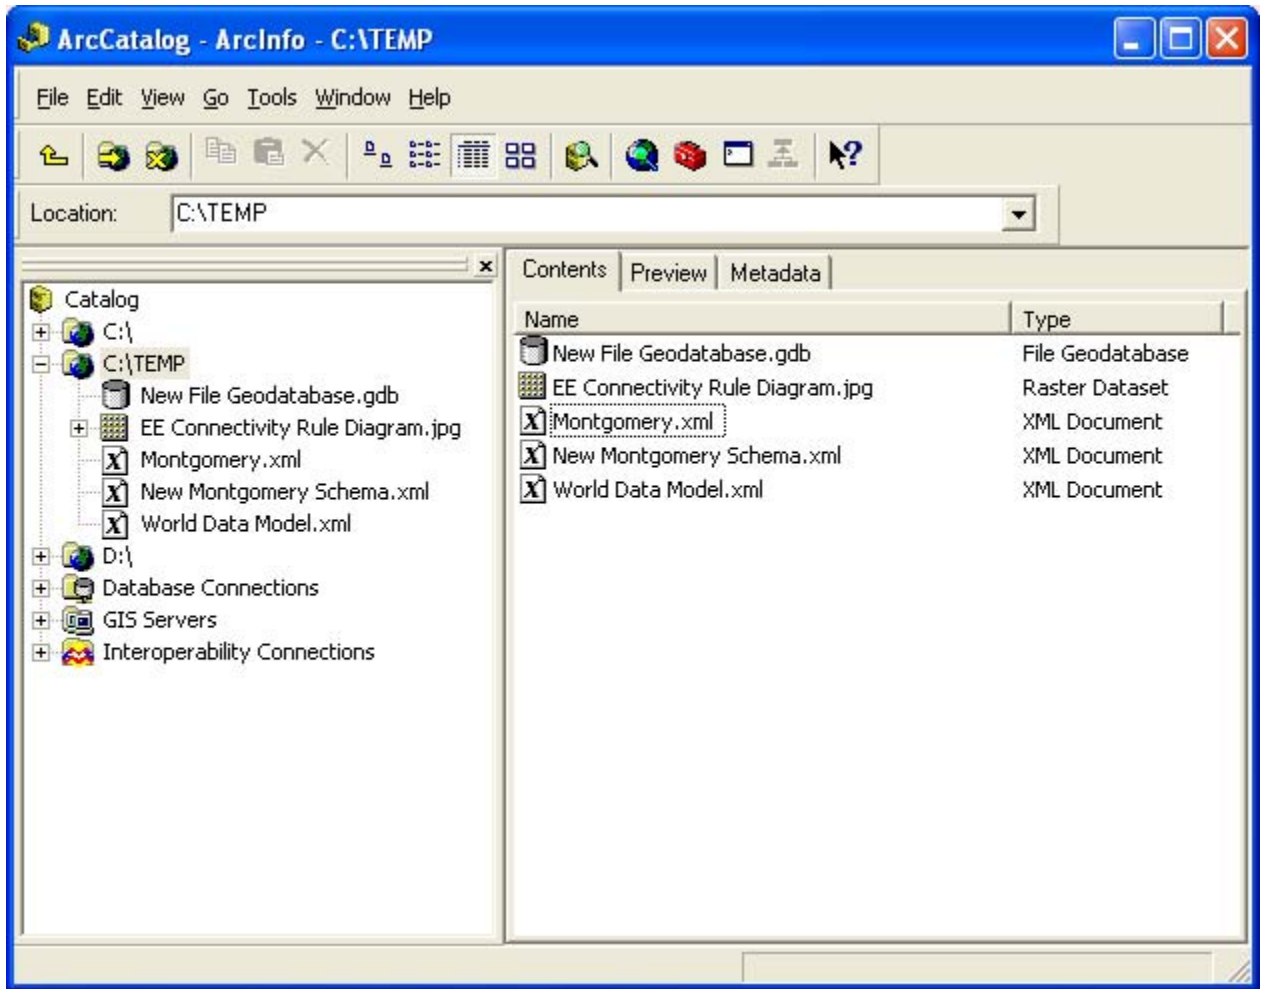 ArcCatalog - ArcInfo - C:\TEMP
File Edit View Go Tools Window Help
Location: C:\TEMP
Catalog
C:\
C:\TEMP
New File Geodatabase.gdb
EE Connectivity Rule Diagram.jpg
Montgomery.xml
New Montgomery Schema.xml
World Data Model.xml
D:\
Database Connections
GIS Servers
Interoperability Connections
Contents Preview Metadata
Name Type
New File Geodatabase.gdb File Geodatabase
EE Connectivity Rule Diagram.jpg Raster Dataset
Montgomery.xml XML Document
New Montgomery Schema.xml XML Document
World Data Model.xml XML Document